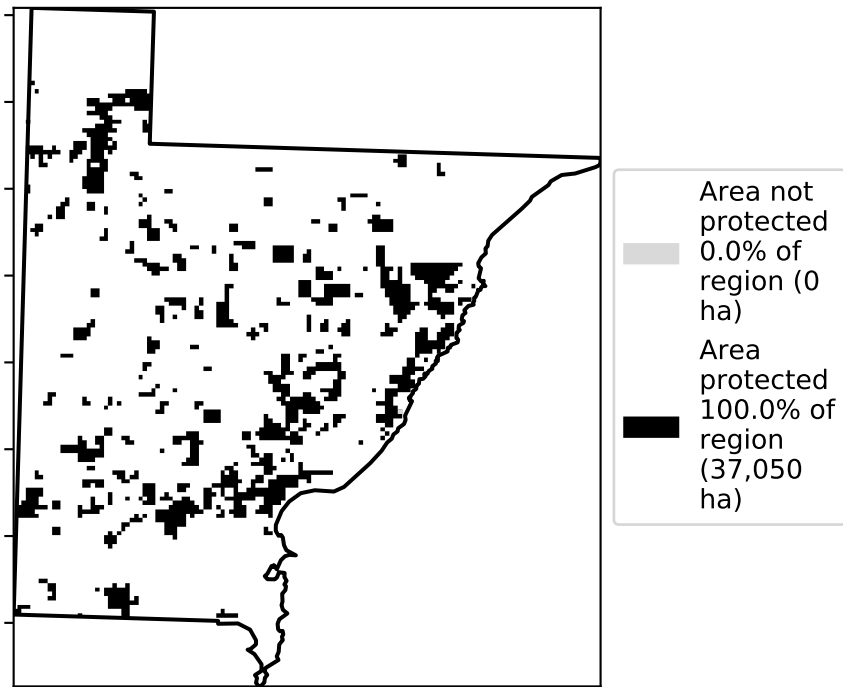 Area not
protected
0.0% of
region (0
ha)
Area
protected
100.0% of
region
(37,050
ha)